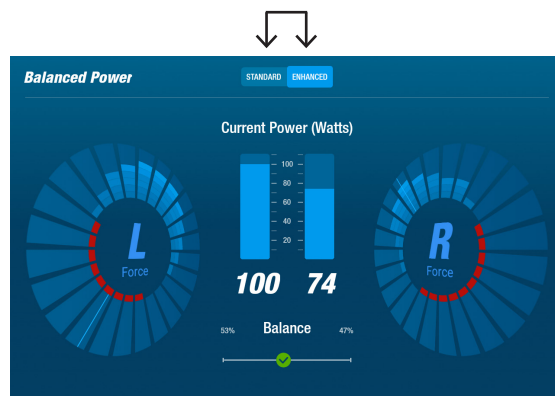 Balanced Power
STANDARD ENHANCED
Current Power (Watts)
100
80
60
40
20
L
Force
R
Force
100 74
53% Balance 47%